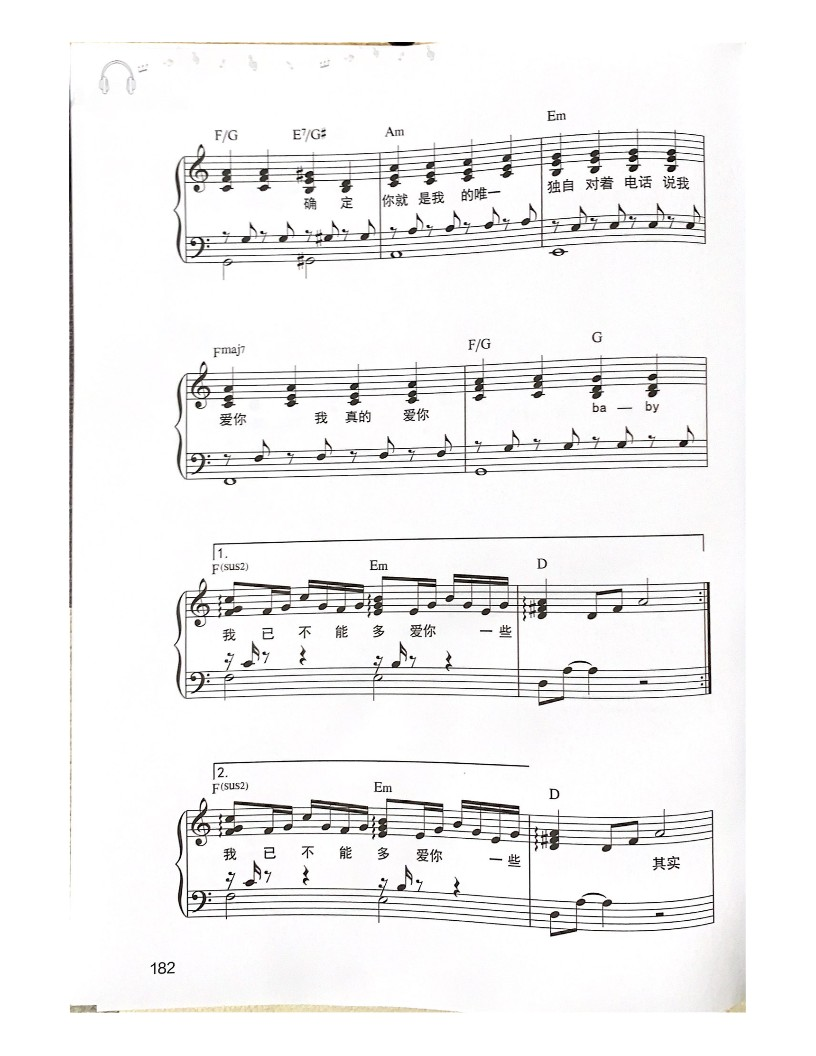 F/G E7/G# Am Em
确 定 你就 是我 的唯一 独自 对着 电话 说我
Fmaj7 F/G G
爱你 我 真的 爱你 ba — by
1.
F(sus2) Em D
我 已 不 能 多 爱你 一些
2.
F(sus2) Em D
我 已 不 能 多 爱你 一些 其实
182